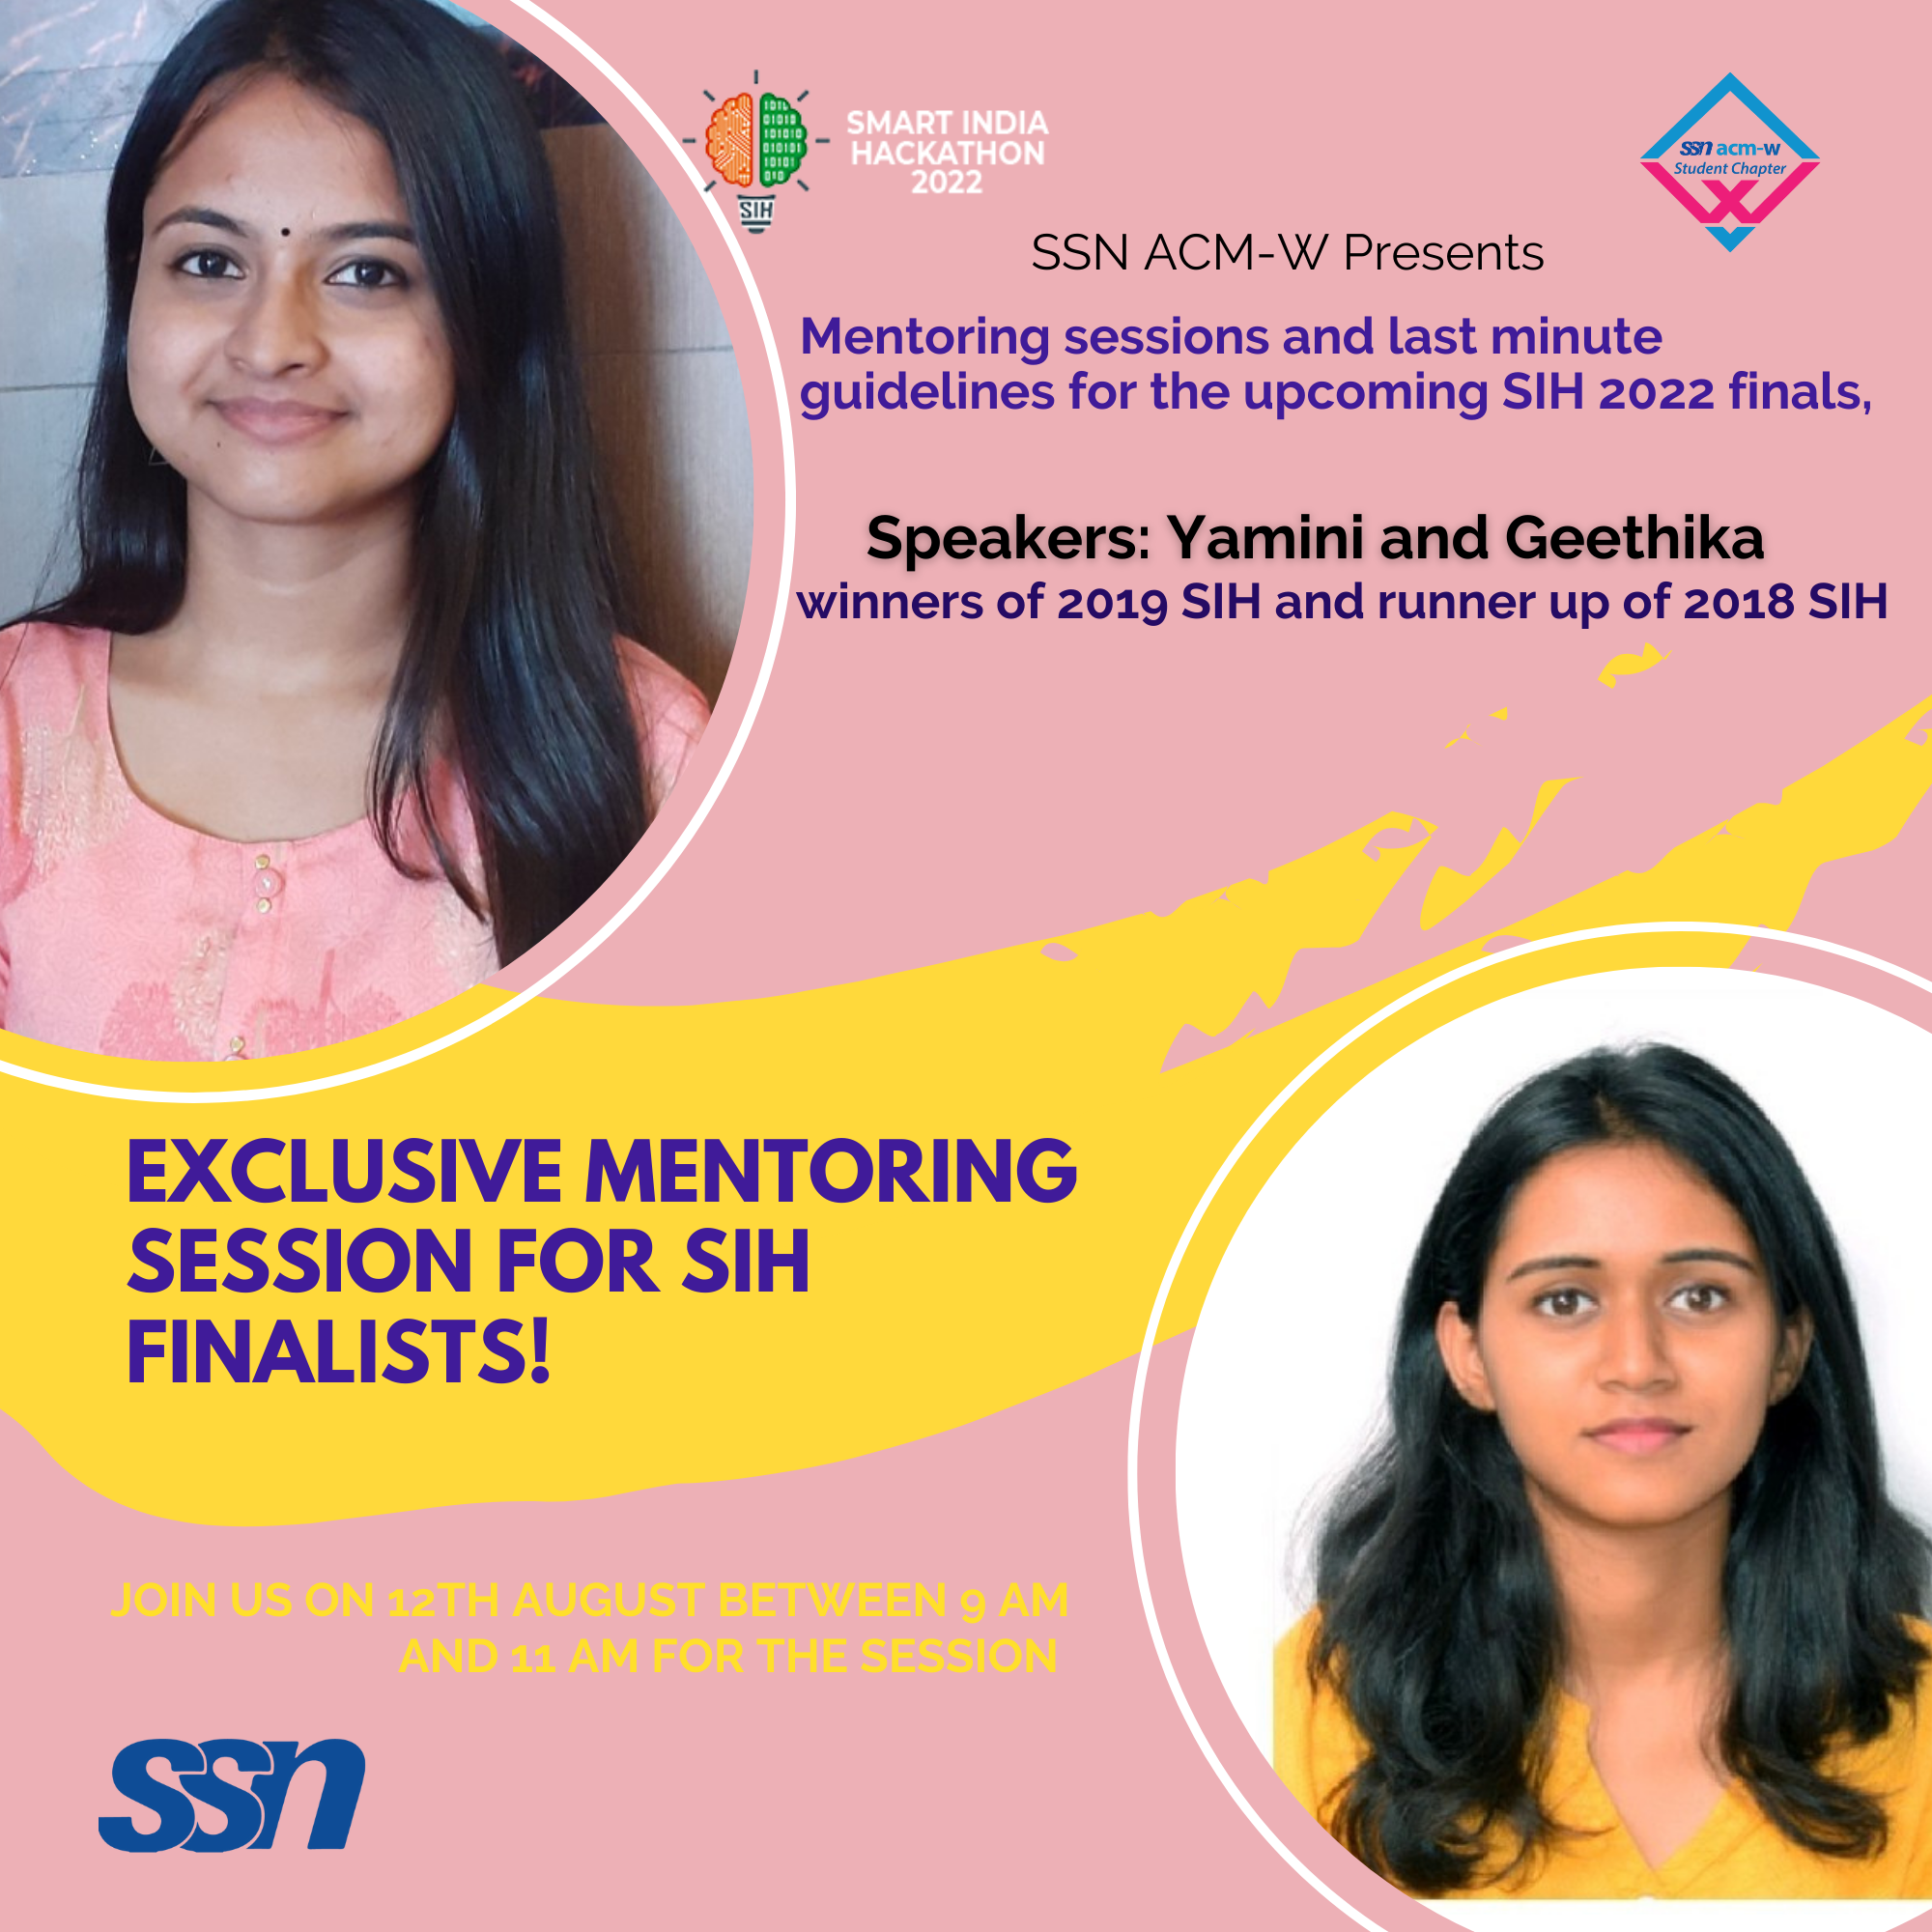 SMART INDIA
HACKATHON
2022
SIH
ssn acm-w
Student Chapter
SSN ACM-W Presents
Mentoring sessions and last minute
guidelines for the upcoming SIH 2022 finals,
Speakers: Yamini and Geethika
winners of 2019 SIH and runner up of 2018 SIH
EXCLUSIVE MENTORING
SESSION FOR SIH
FINALISTS!
JOIN US ON 12TH AUGUST BETWEEN 9 AM
AND 11 AM FOR THE SESSION
ssn